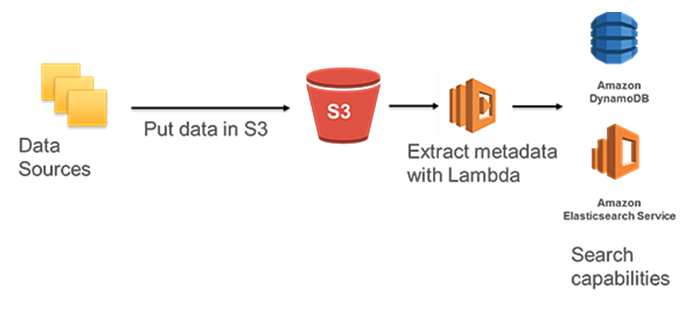 Data
Sources
Put data in S3
S3
Extract metadata
with Lambda
Amazon
DynamoDB
Amazon
Elasticsearch Service
Search
capabilities